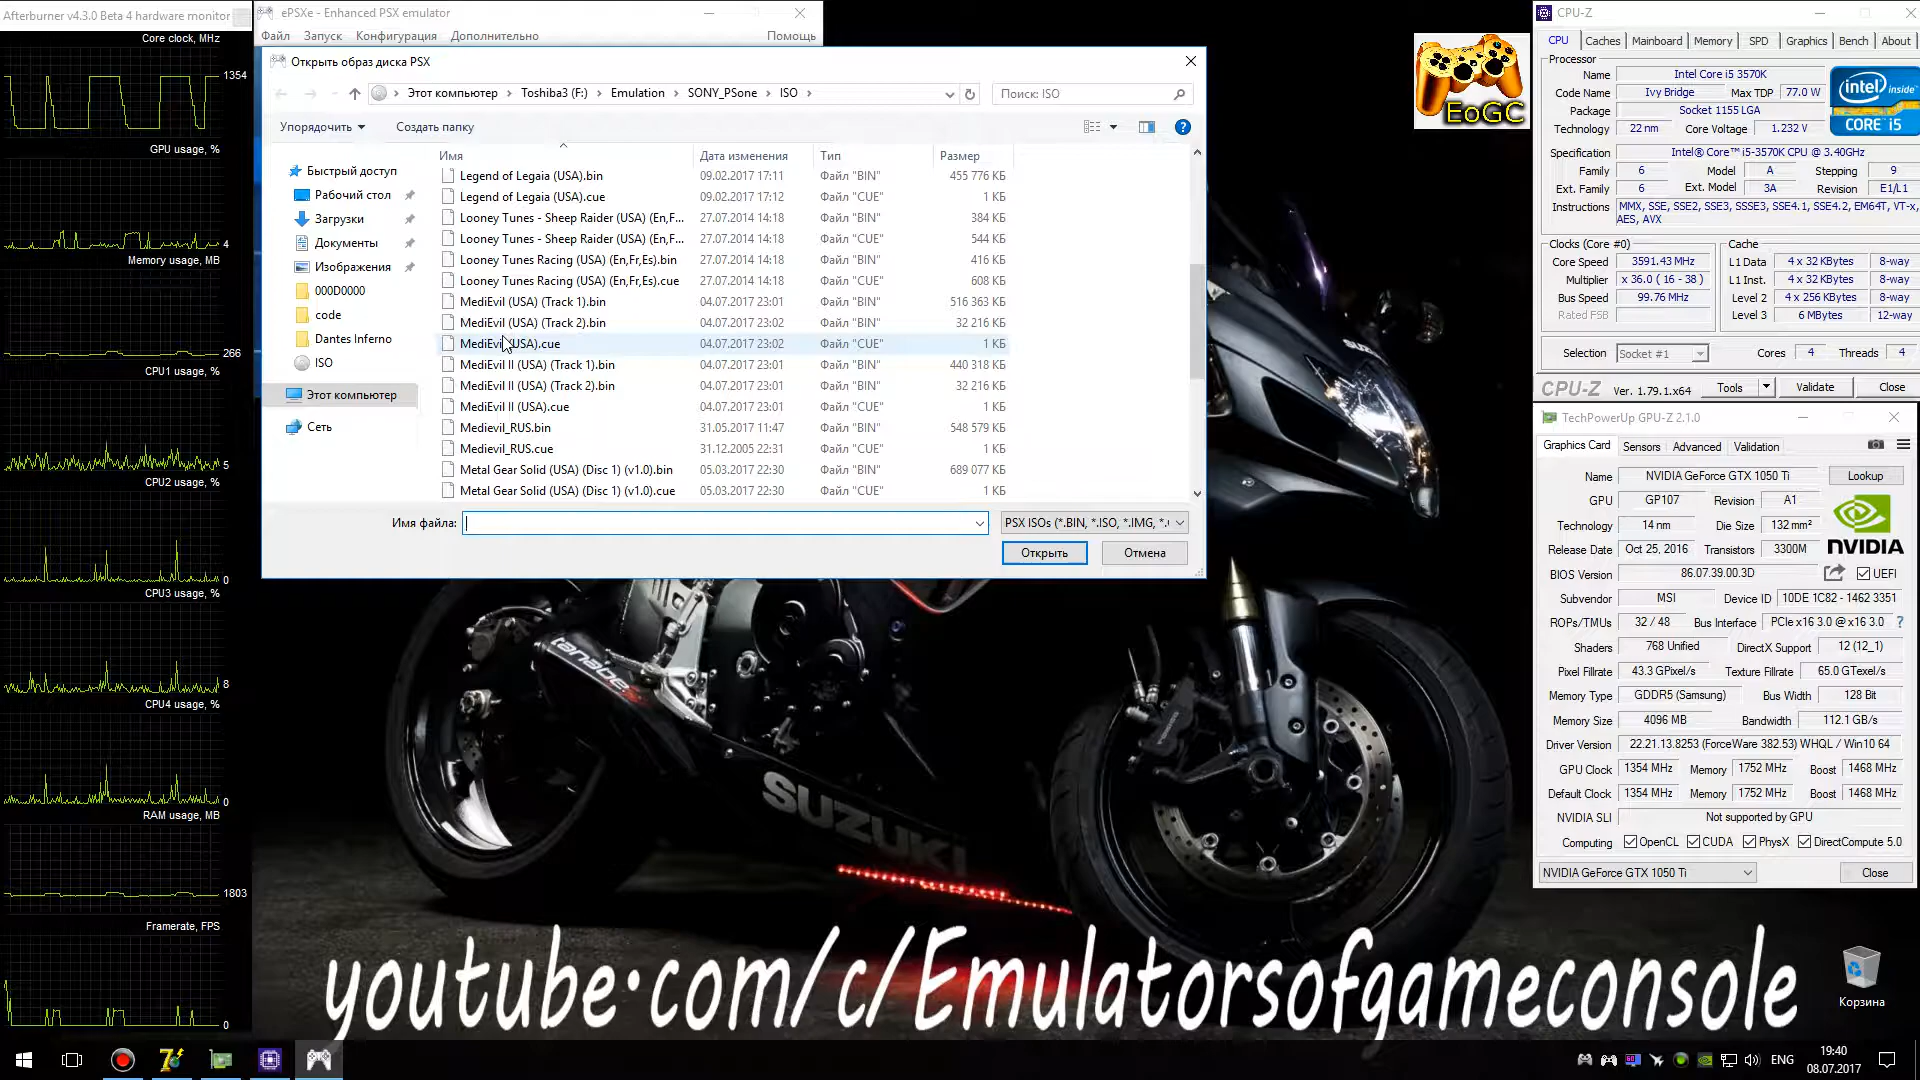 Afterburner v4.3.0 Beta 4 hardware monitor
Core clock, MHz
1354
GPU usage, %
4
Memory usage, MB
266
CPU1 usage, %
5
CPU2 usage, %
0
CPU3 usage, %
8
CPU4 usage, %
0
RAM usage, MB
1803
Framerate, FPS
0
ePSXe - Enhanced PSX emulator
Файл Запуск Конфигурация Дополнительно Помощь
Открыть образ диска PSX
Этот компьютер > Toshiba3 (F:) > Emulation > SONY_PSone > ISO >
Поиск: ISO
Упорядочить Создать папку
Быстрый доступ
Рабочий стол
Загрузки
Документы
Изображения
000D0000
code
Dantes Inferno
ISO
Этот компьютер
Сеть
Имя Дата изменения Тип Размер
Legend of Legaia (USA).bin 09.02.2017 17:11 Файл "BIN" 455 776 КБ
Legend of Legaia (USA).cue 09.02.2017 17:12 Файл "CUE" 1 КБ
Looney Tunes - Sheep Raider (USA) (En,F... 27.07.2014 14:18 Файл "BIN" 384 КБ
Looney Tunes - Sheep Raider (USA) (En,F... 27.07.2014 14:18 Файл "CUE" 544 КБ
Looney Tunes Racing (USA) (En,Fr,Es).bin 27.07.2014 14:18 Файл "BIN" 416 КБ
Looney Tunes Racing (USA) (En,Fr,Es).cue 27.07.2014 14:18 Файл "CUE" 608 КБ
MediEvil (USA) (Track 1).bin 04.07.2017 23:01 Файл "BIN" 516 363 КБ
MediEvil (USA) (Track 2).bin 04.07.2017 23:02 Файл "BIN" 32 216 КБ
MediEvil (USA).cue 04.07.2017 23:02 Файл "CUE" 1 КБ
MediEvil II (USA) (Track 1).bin 04.07.2017 23:01 Файл "BIN" 440 318 КБ
MediEvil II (USA) (Track 2).bin 04.07.2017 23:01 Файл "BIN" 32 216 КБ
MediEvil II (USA).cue 04.07.2017 23:01 Файл "CUE" 1 КБ
Medievil_RUS.bin 31.05.2017 11:47 Файл "BIN" 548 579 КБ
Medievil_RUS.cue 31.12.2005 22:31 Файл "CUE" 1 КБ
Metal Gear Solid (USA) (Disc 1) (v1.0).bin 05.03.2017 22:30 Файл "BIN" 689 077 КБ
Metal Gear Solid (USA) (Disc 1) (v1.0).cue 05.03.2017 22:30 Файл "CUE" 1 КБ
Имя файла:
PSX ISOs (*.BIN, *.ISO, *.IMG, *.
Открыть Отмена
EoGC
CPU-Z
CPU Caches Mainboard Memory SPD Graphics Bench About
Processor
Name Intel Core i5 3570K
Code Name Ivy Bridge Max TDP 77.0 W
Package Socket 1155 LGA
Technology 22 nm Core Voltage 1.232 V
intel inside
CORE i5
Specification Intel® Core™ i5-3570K CPU @ 3.40GHz
Family 6 Model A Stepping 9
Ext. Family 6 Ext. Model 3A Revision E1/L1
Instructions MMX, SSE, SSE2, SSE3, SSSE3, SSE4.1, SSE4.2, EM64T, VT-x,
AES, AVX
Clocks (Core #0) Cache
Core Speed 3591.43 MHz L1 Data 4 x 32 KBytes 8-way
Multiplier x 36.0 ( 16 - 38 ) L1 Inst. 4 x 32 KBytes 8-way
Bus Speed 99.76 MHz Level 2 4 x 256 KBytes 8-way
Rated FSB Level 3 6 MBytes 12-way
Selection Socket #1 Cores 4 Threads 4
CPU-Z Ver. 1.79.1.x64 Tools Validate Close
TechPowerUp GPU-Z 2.1.0
Graphics Card Sensors Advanced Validation
Name NVIDIA GeForce GTX 1050 Ti Lookup
GPU GP107 Revision A1
Technology 14 nm Die Size 132 mm²
Release Date Oct 25, 2016 Transistors 3300M
NVIDIA
BIOS Version 86.07.39.00.3D UEFI
Subvendor MSI Device ID 10DE 1C82 - 1462 3351
ROPs/TMUs 32 / 48 Bus Interface PCIe x16 3.0 @ x16 3.0 ?
Shaders 768 Unified DirectX Support 12 (12_1)
Pixel Fillrate 43.3 GPixel/s Texture Fillrate 65.0 GTexel/s
Memory Type GDDR5 (Samsung) Bus Width 128 Bit
Memory Size 4096 MB Bandwidth 112.1 GB/s
Driver Version 22.21.13.8253 (ForceWare 382.53) WHQL / Win10 64
GPU Clock 1354 MHz Memory 1752 MHz Boost 1468 MHz
Default Clock 1354 MHz Memory 1752 MHz Boost 1468 MHz
NVIDIA SLI Not supported by GPU
Computing OpenCL CUDA PhysX DirectCompute 5.0
NVIDIA GeForce GTX 1050 Ti Close
SUZUKI
youtube.com/c/Emulatorsofgameconsole
Корзина
ENG
19:40
08.07.2017